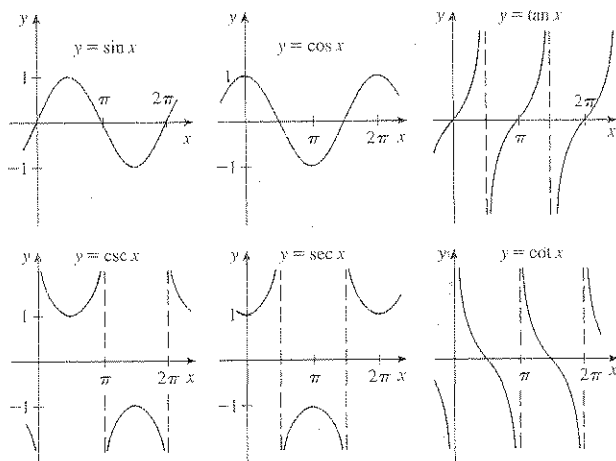 y y = sin x
1
π 2π
x
−1
y y = cos x
1
π 2π x
−1
y y = tan x
2π
π x
y y = csc x
1
π 2π x
−1
y y = sec x
1
π 2π x
−1
y y = cot x
π 2π x